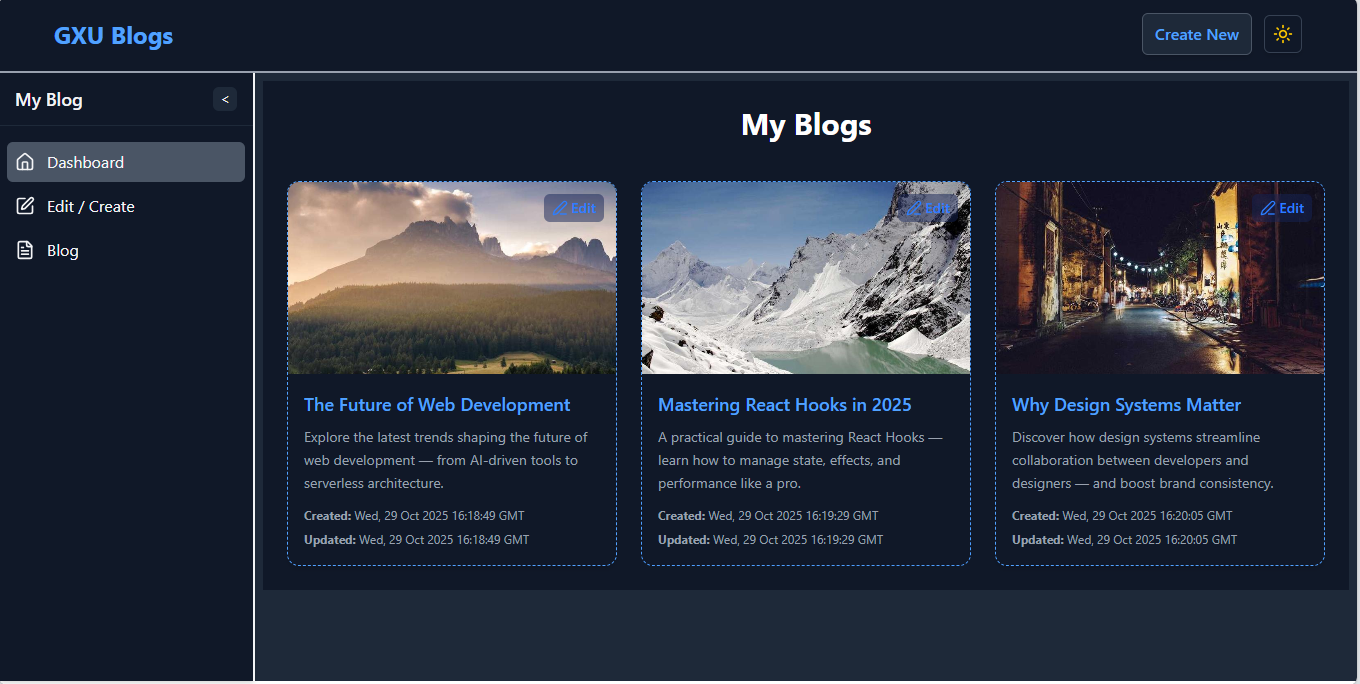 GXU Blogs
Create New
My Blog
<
Dashboard
Edit / Create
Blog
My Blogs
Edit
Edit
Edit
The Future of Web Development
Explore the latest trends shaping the future of
web development — from AI-driven tools to
serverless architecture.
Created: Wed, 29 Oct 2025 16:18:49 GMT
Updated: Wed, 29 Oct 2025 16:18:49 GMT
Mastering React Hooks in 2025
A practical guide to mastering React Hooks —
learn how to manage state, effects, and
performance like a pro.
Created: Wed, 29 Oct 2025 16:19:29 GMT
Updated: Wed, 29 Oct 2025 16:19:29 GMT
Why Design Systems Matter
Discover how design systems streamline
collaboration between developers and
designers — and boost brand consistency.
Created: Wed, 29 Oct 2025 16:20:05 GMT
Updated: Wed, 29 Oct 2025 16:20:05 GMT